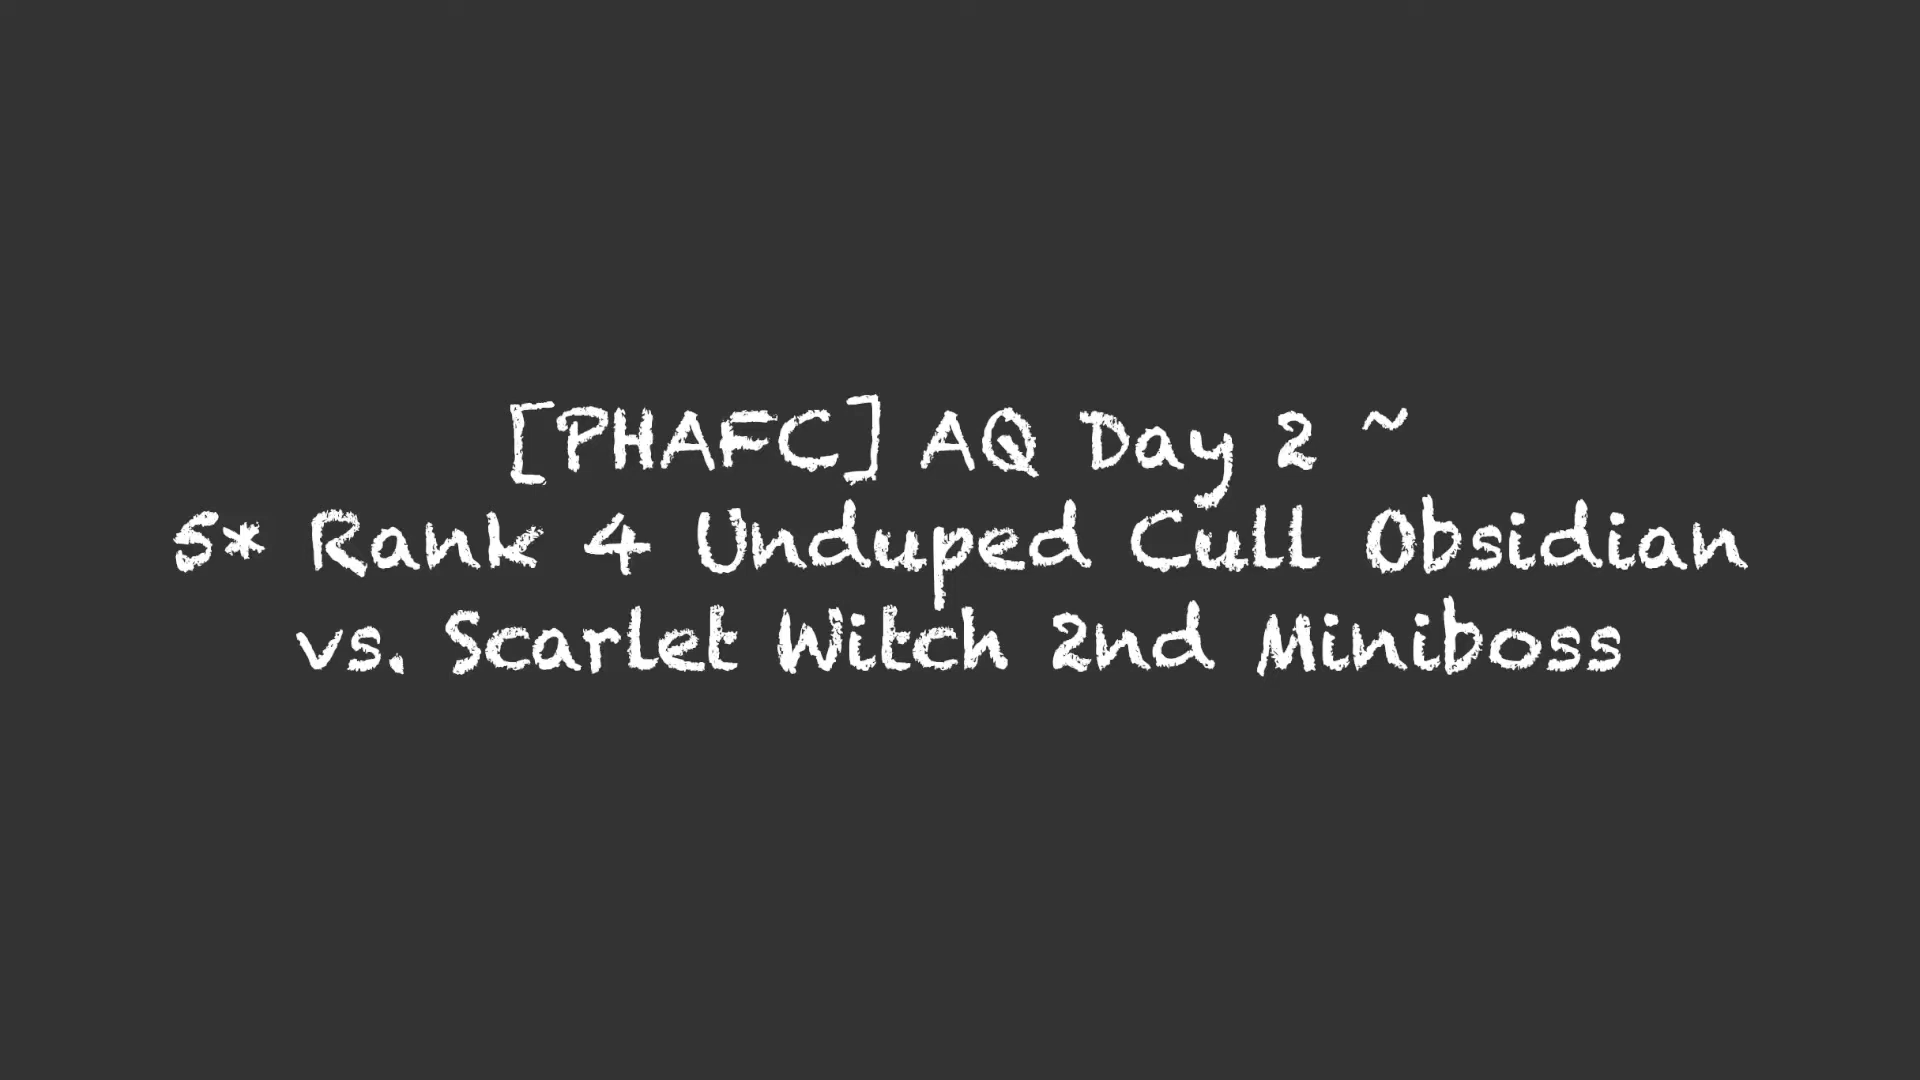 [PHAFC] AQ Day 2 ~
5* Rank 4 Unduped Cull Obsidian
vs. Scarlet Witch 2nd Miniboss